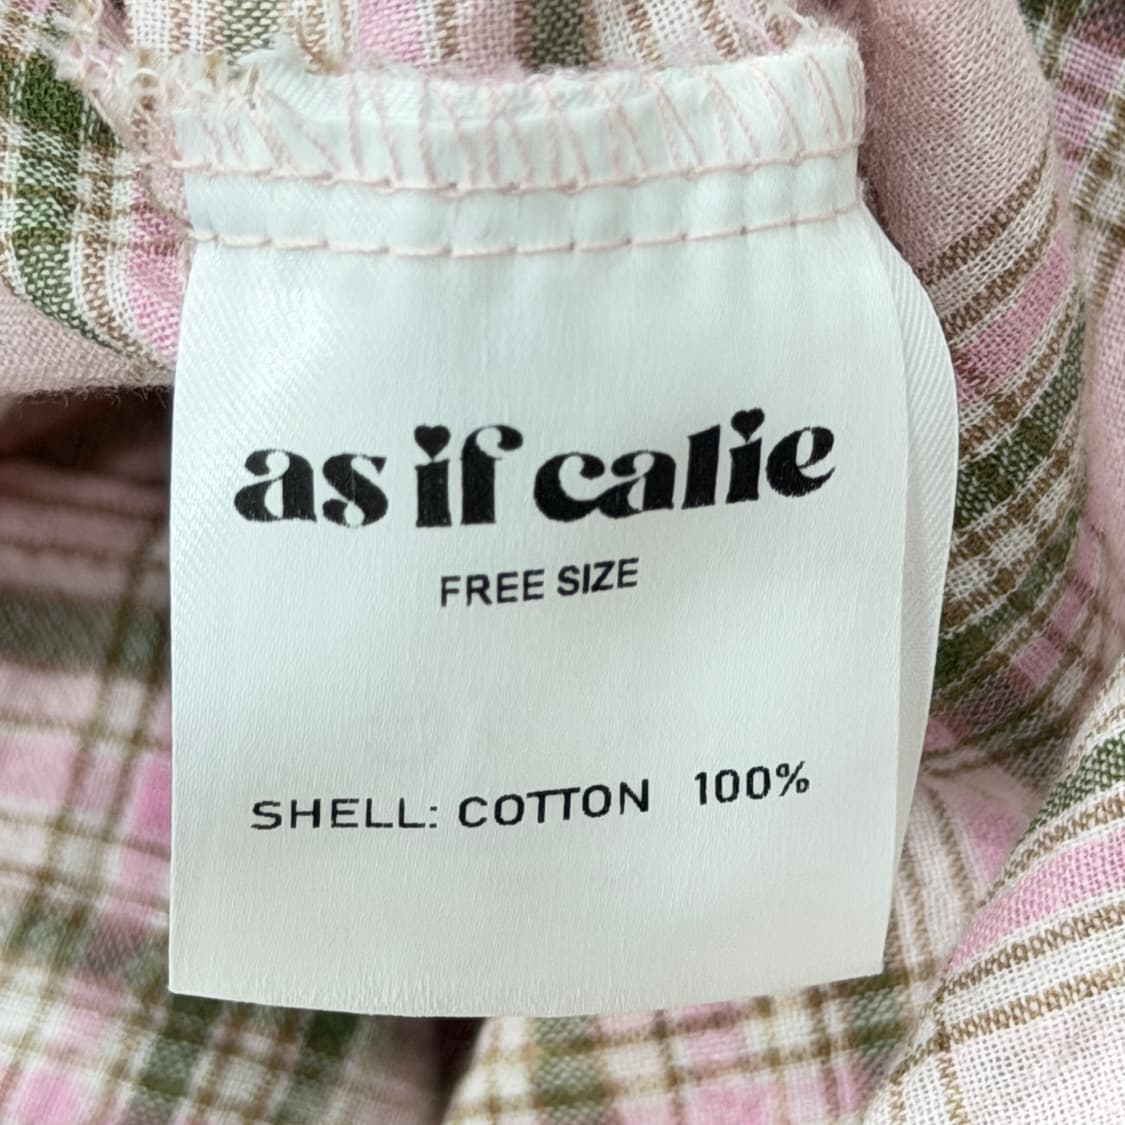 as if calie
FREE SIZE
SHELL: COTTON 100%